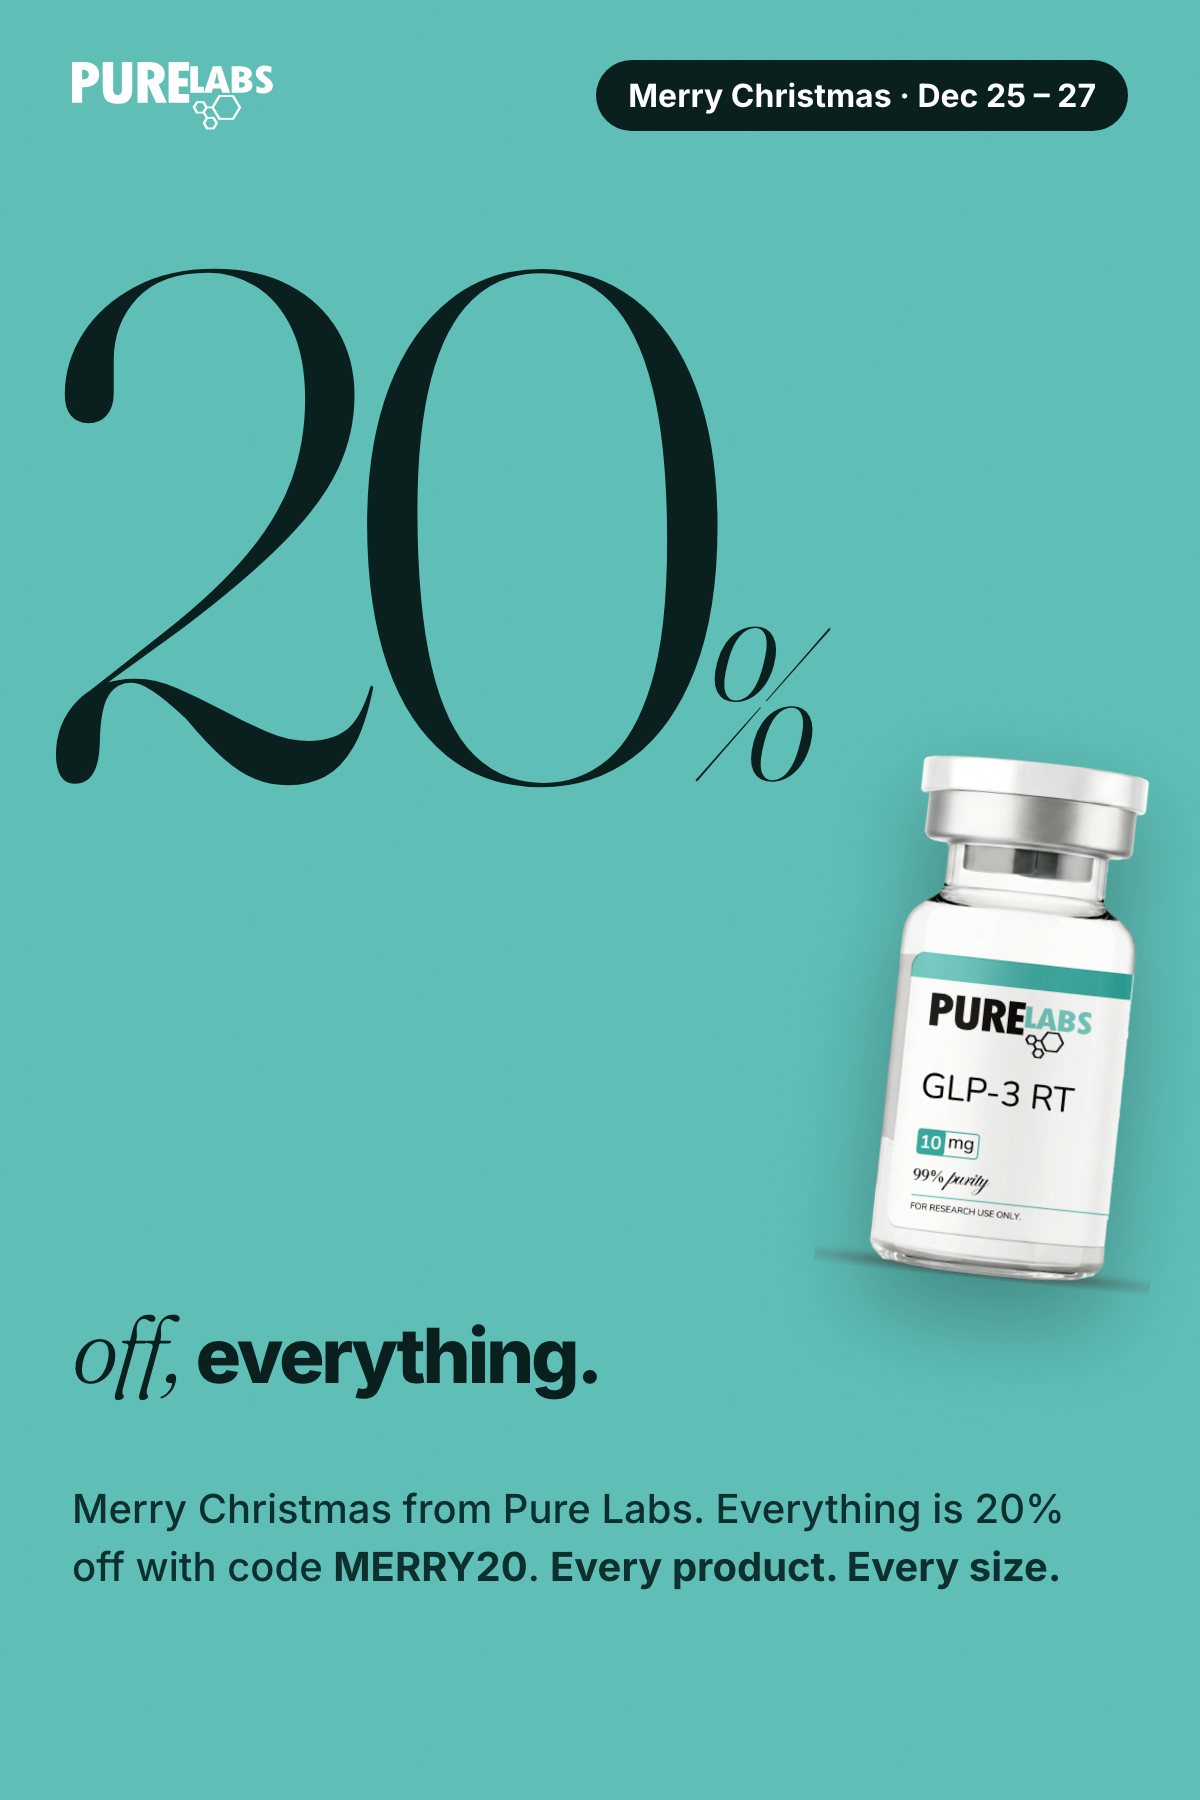 PURELABS
Merry Christmas · Dec 25 – 27
20%
PURELABS
GLP-3 RT
10 mg
99% purity
FOR RESEARCH USE ONLY.
off, everything.
Merry Christmas from Pure Labs. Everything is 20%
off with code MERRY20. Every product. Every size.